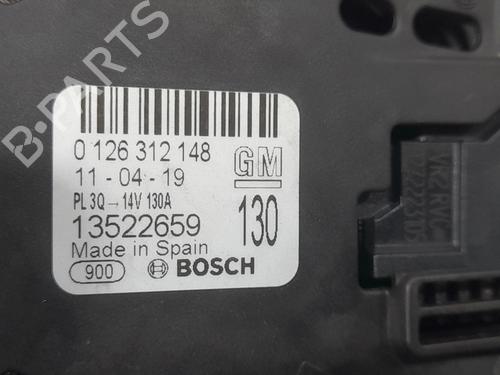 0 126 312 148
GM
11 - 04 - 19
PL 3Q → 14V 130A
13522659
130
Made in Spain
900
BOSCH
B-PARTS